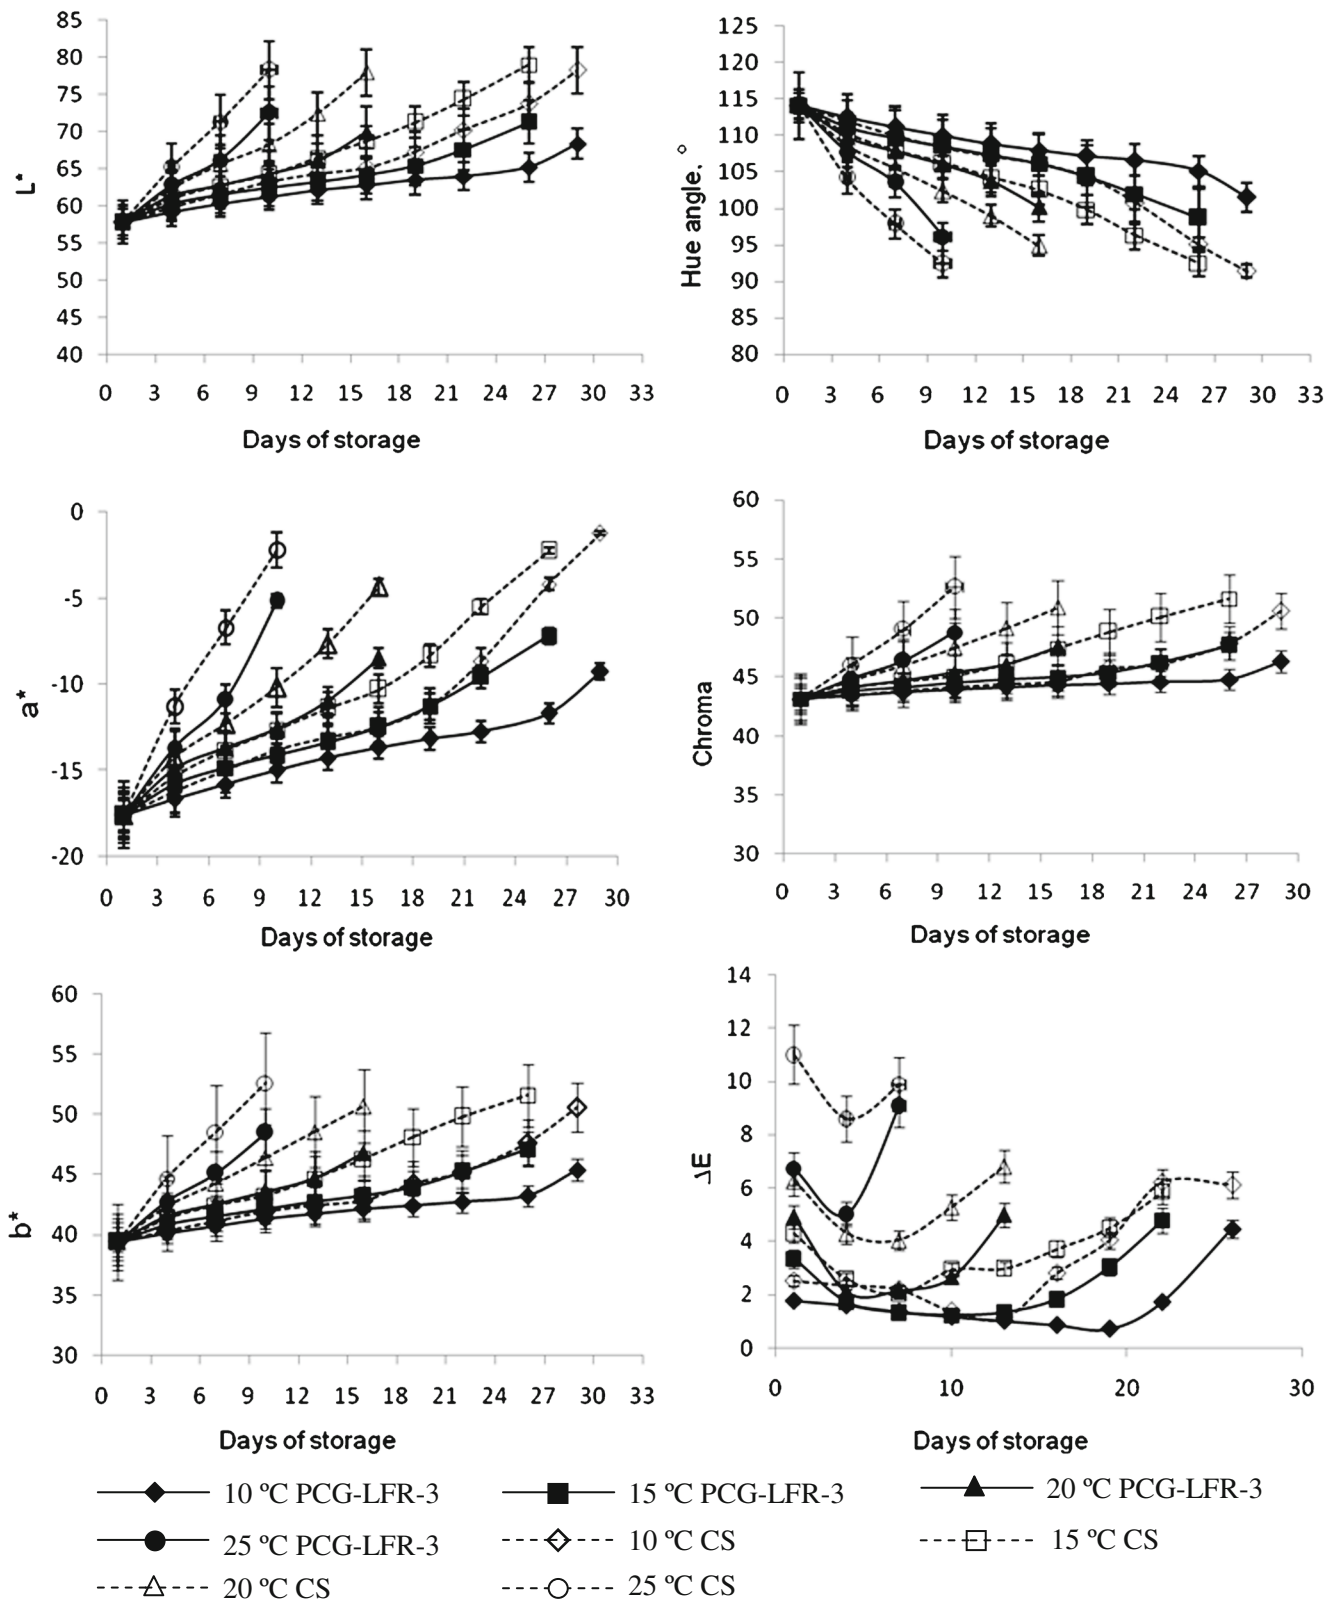 85
80
75
70
65
60
55
50
45
40
L*
0 3 6 9 12 15 18 21 24 27 30 33
Days of storage
125
120
115
110
105
100
95
90
85
80
Hue angle, °
0 3 6 9 12 15 18 21 24 27 30 33
Days of storage
0
-5
-10
-15
-20
a*
0 3 6 9 12 15 18 21 24 27 30
Days of storage
60
55
50
45
40
35
30
Chroma
0 3 6 9 12 15 18 21 24 27 30
Days of storage
60
55
50
45
40
35
30
b*
0 3 6 9 12 15 18 21 24 27 30 33
Days of storage
14
12
10
8
6
4
2
0
ΔE
0 10 20 30
Days of storage
10 ºC PCG-LFR-3 15 ºC PCG-LFR-3 20 ºC PCG-LFR-3
25 ºC PCG-LFR-3 10 ºC CS 15 ºC CS
20 ºC CS 25 ºC CS